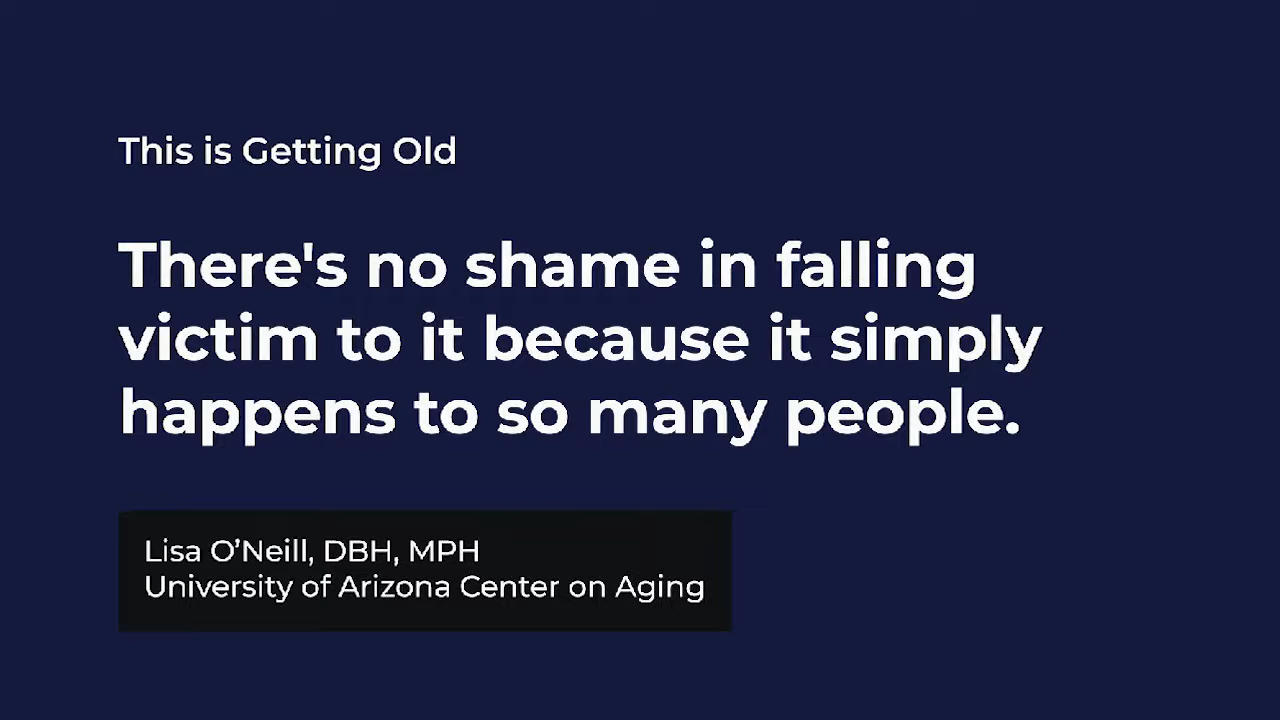 This is Getting Old
There's no shame in falling
victim to it because it simply
happens to so many people.
Lisa O’Neill, DBH, MPH
University of Arizona Center on Aging